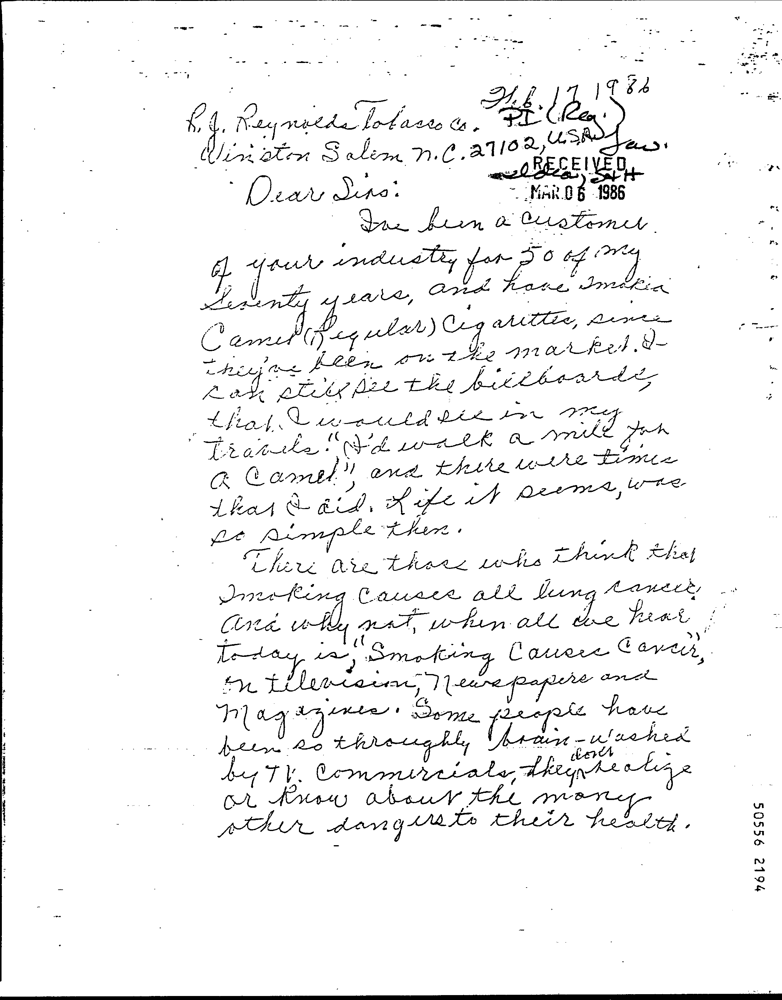 Feb. 17 1986
R.J. Reynolds Tobacco Co. PI (Reg.)
Winston Salem N.C. 27102, USA
RECEIVED
MAR. 06 1986
Dear Sirs:
I've been a customer
of your industry for 50 of my
seventy years, and have smoked
Camel (Regular) Cigarettes, since
they've been on the market. I
can still see the billboards,
that I would see in my
travels. "I'd walk a mile for
a Camel", and there were times
that I did. Life it seems, was
so simple then.
There are those who think that
Smoking Causes all lung cancer
and why not, when all we hear
today is, "Smoking Causes Cancer",
on television, Newspapers and
Magazines. Some people have
been so throughly brain-washed
by TV. Commercials, they don't realize
or know about the many
other dangers to their health.
50556 2194